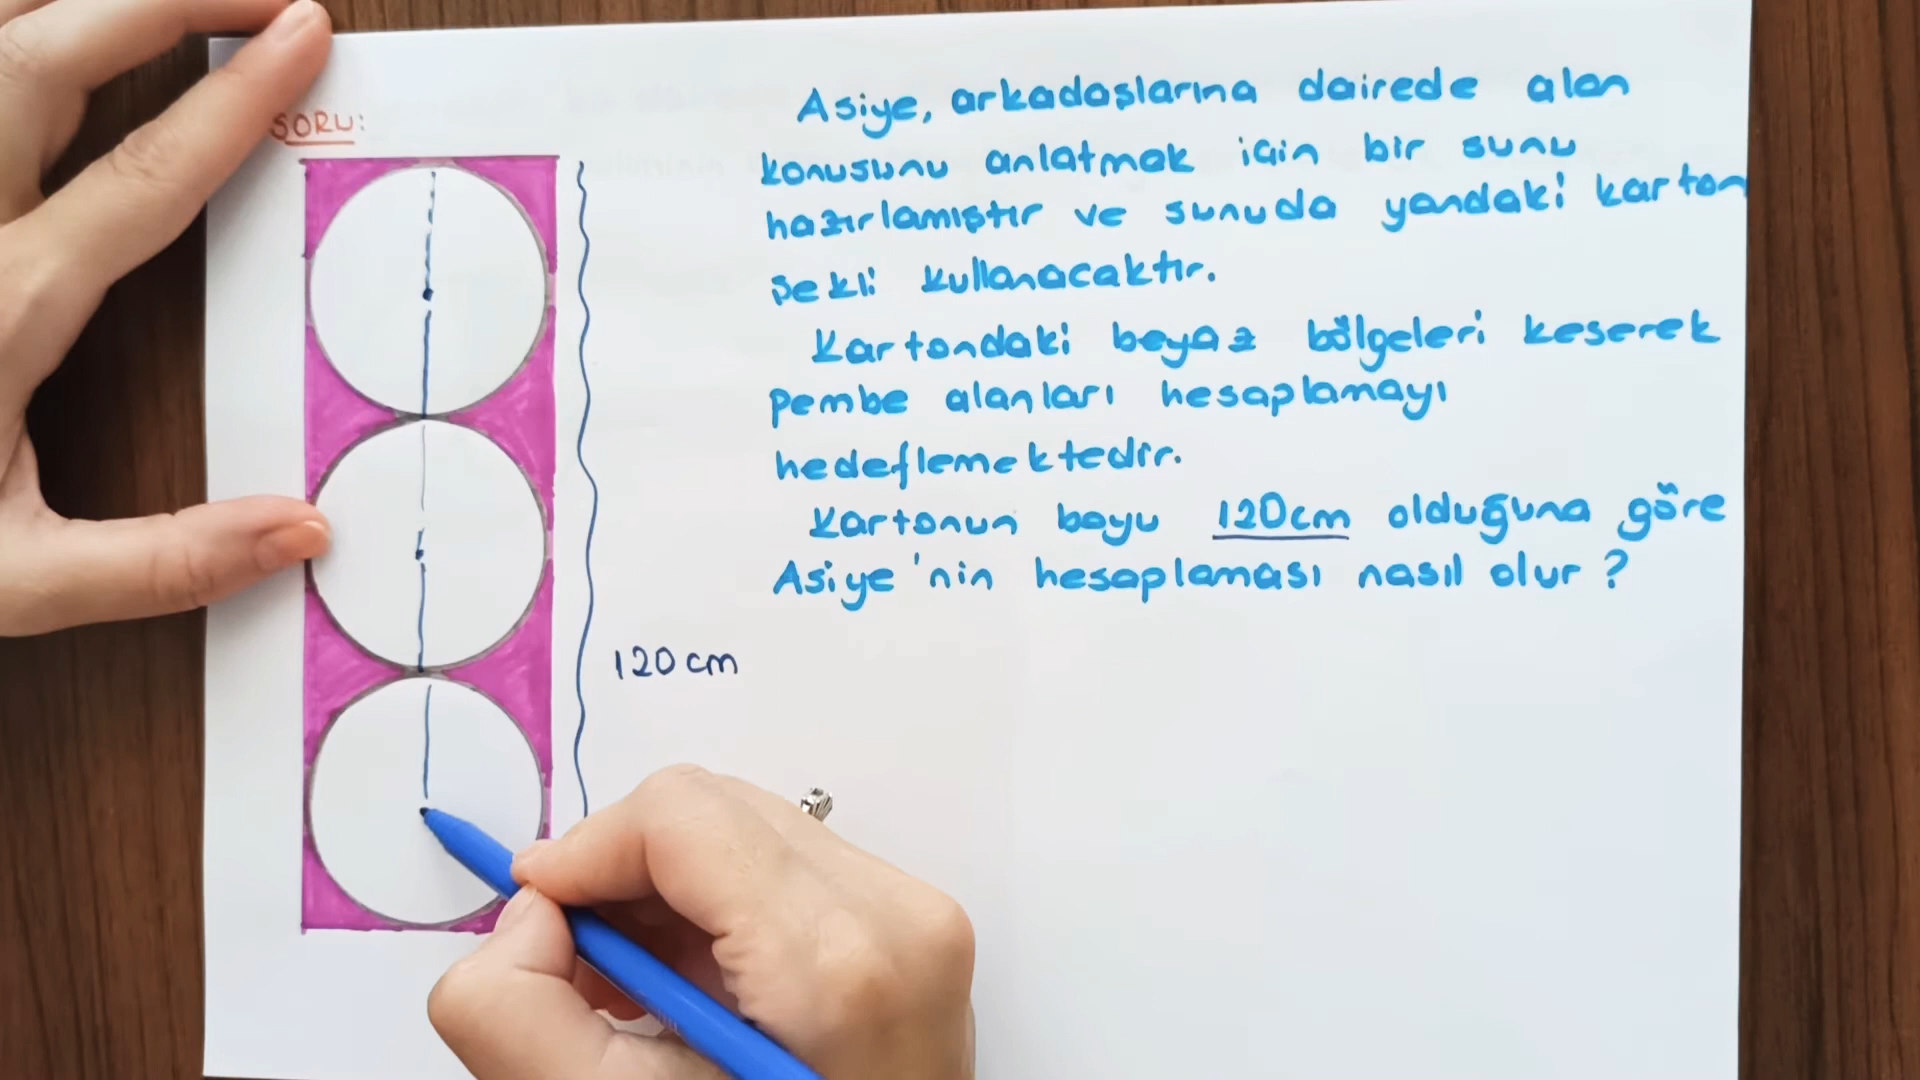 SORU:
Asiye, arkadaşlarına dairede alan
konusunu anlatmak için bir sunu
hazırlamıştır ve sunuda yandaki karton
şekli kullanacaktır.
Kartondaki beyaz bölgeleri keserek
pembe alanları hesaplamayı
hedeflemektedir.
Kartonun boyu 120cm olduğuna göre
Asiye'nin hesaplaması nasıl olur?
120 cm